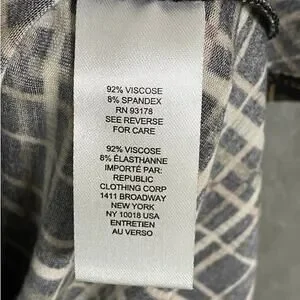 92% VISCOSE
8% SPANDEX
RN 93178
SEE REVERSE
FOR CARE
92% VISCOSE
8% ÉLASTHANNE
IMPORTÉ PAR:
REPUBLIC
CLOTHING CORP
1411 BROADWAY
NEW YORK
NY 10018 USA
ENTRETIEN
AU VERSO